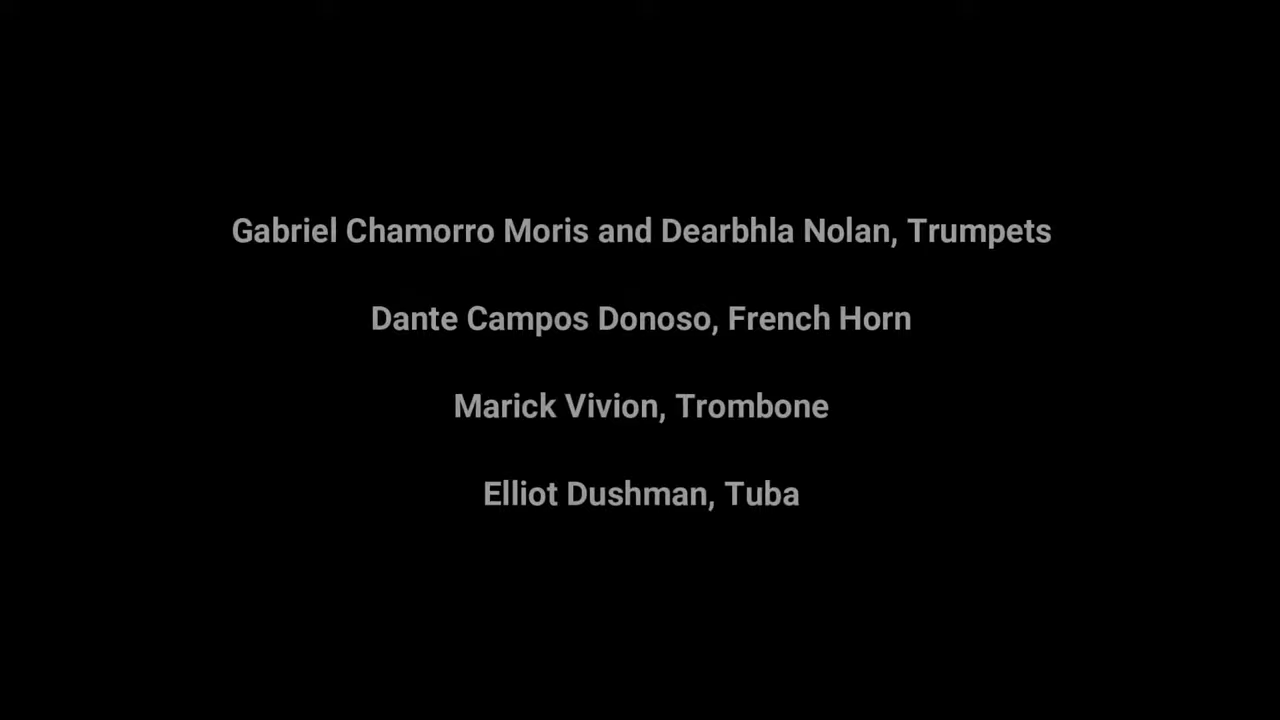 Gabriel Chamorro Moris and Dearbhla Nolan, Trumpets
Dante Campos Donoso, French Horn
Marick Vivion, Trombone
Elliot Dushman, Tuba